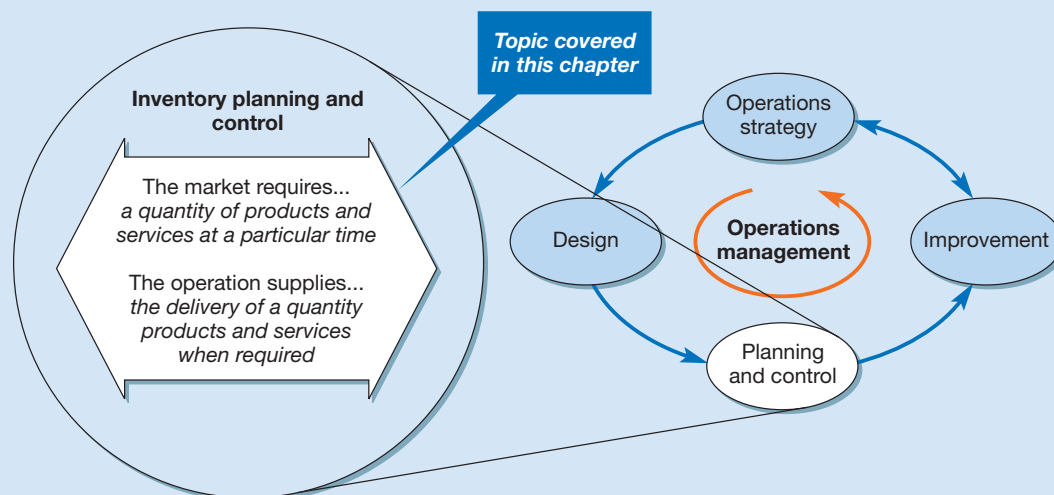 Topic covered
in this chapter
Inventory planning and
control
The market requires...
a quantity of products and
services at a particular time
The operation supplies...
the delivery of a quantity
products and services
when required
Operations
strategy
Design
Operations
management
Improvement
Planning
and control